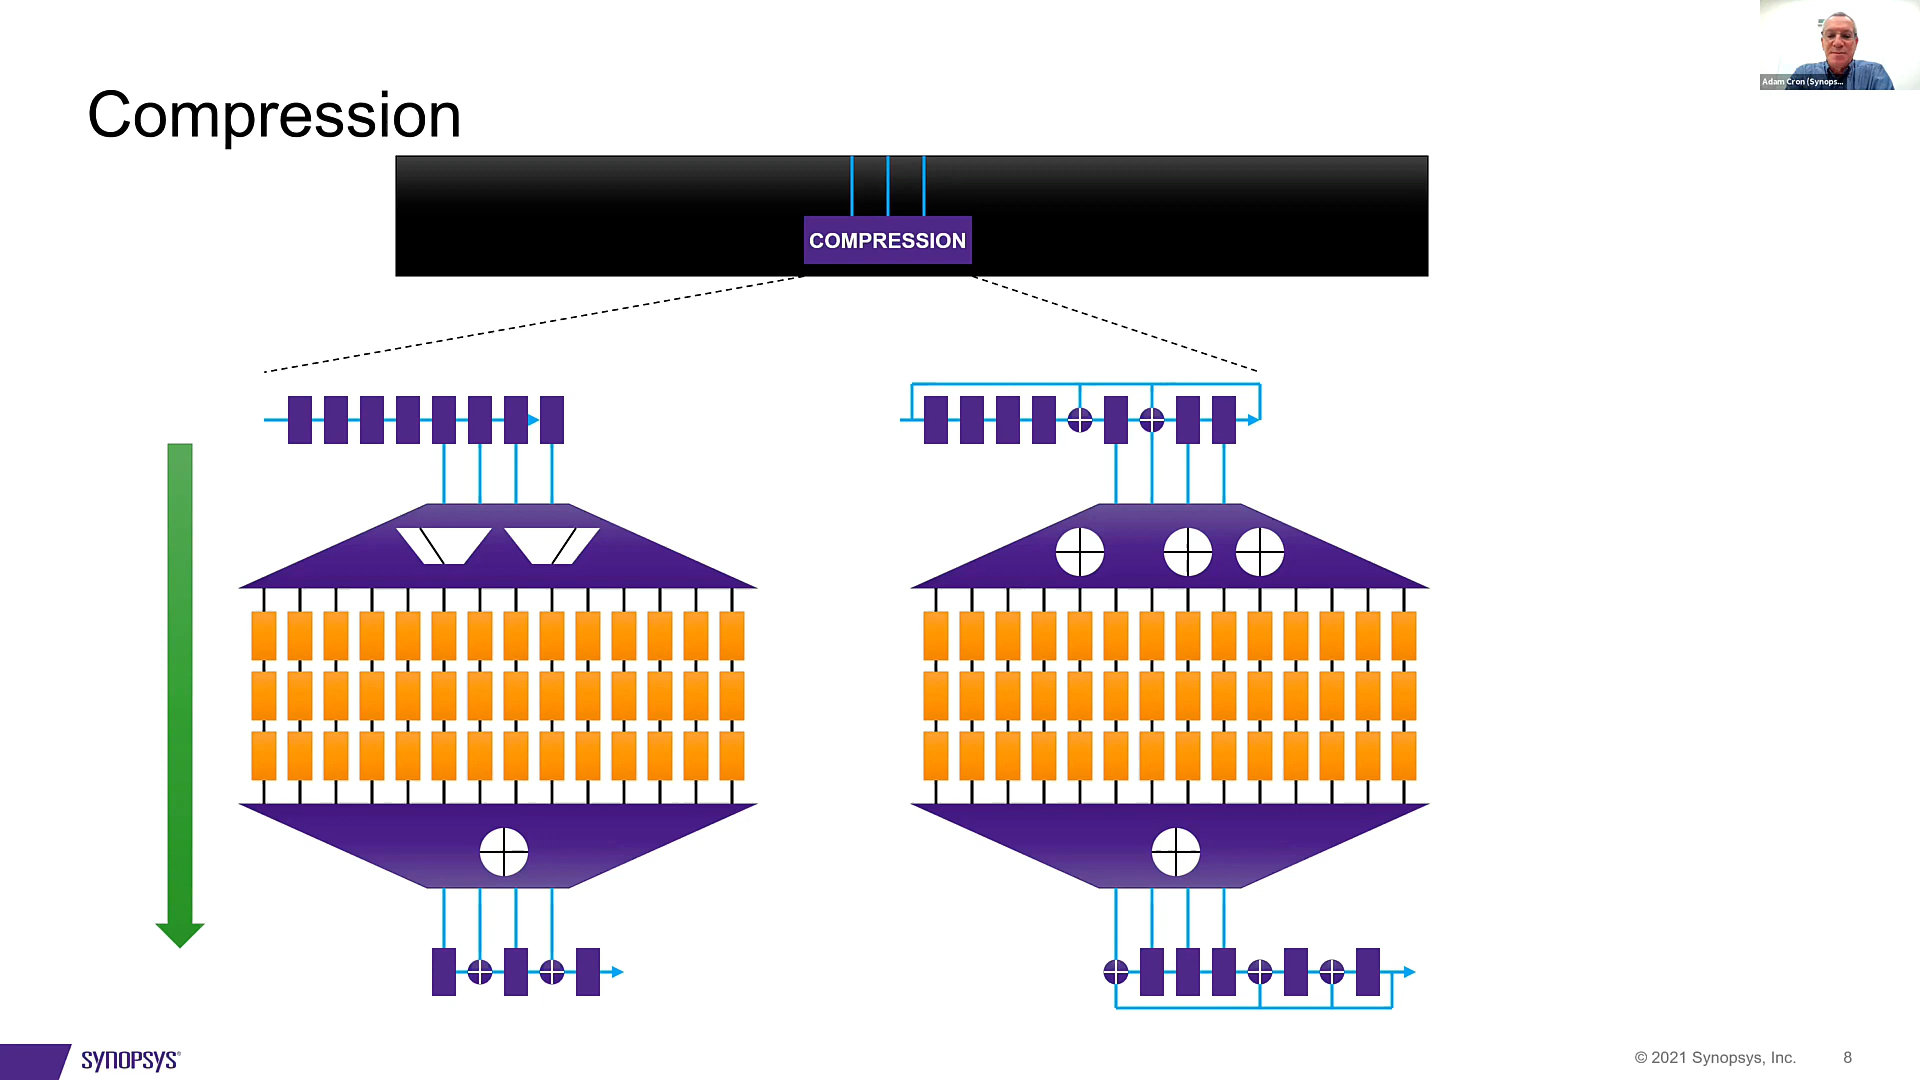 Adam Cron (Synops...
Compression
COMPRESSION
SYNOPSYS®
© 2021 Synopsys, Inc.
8